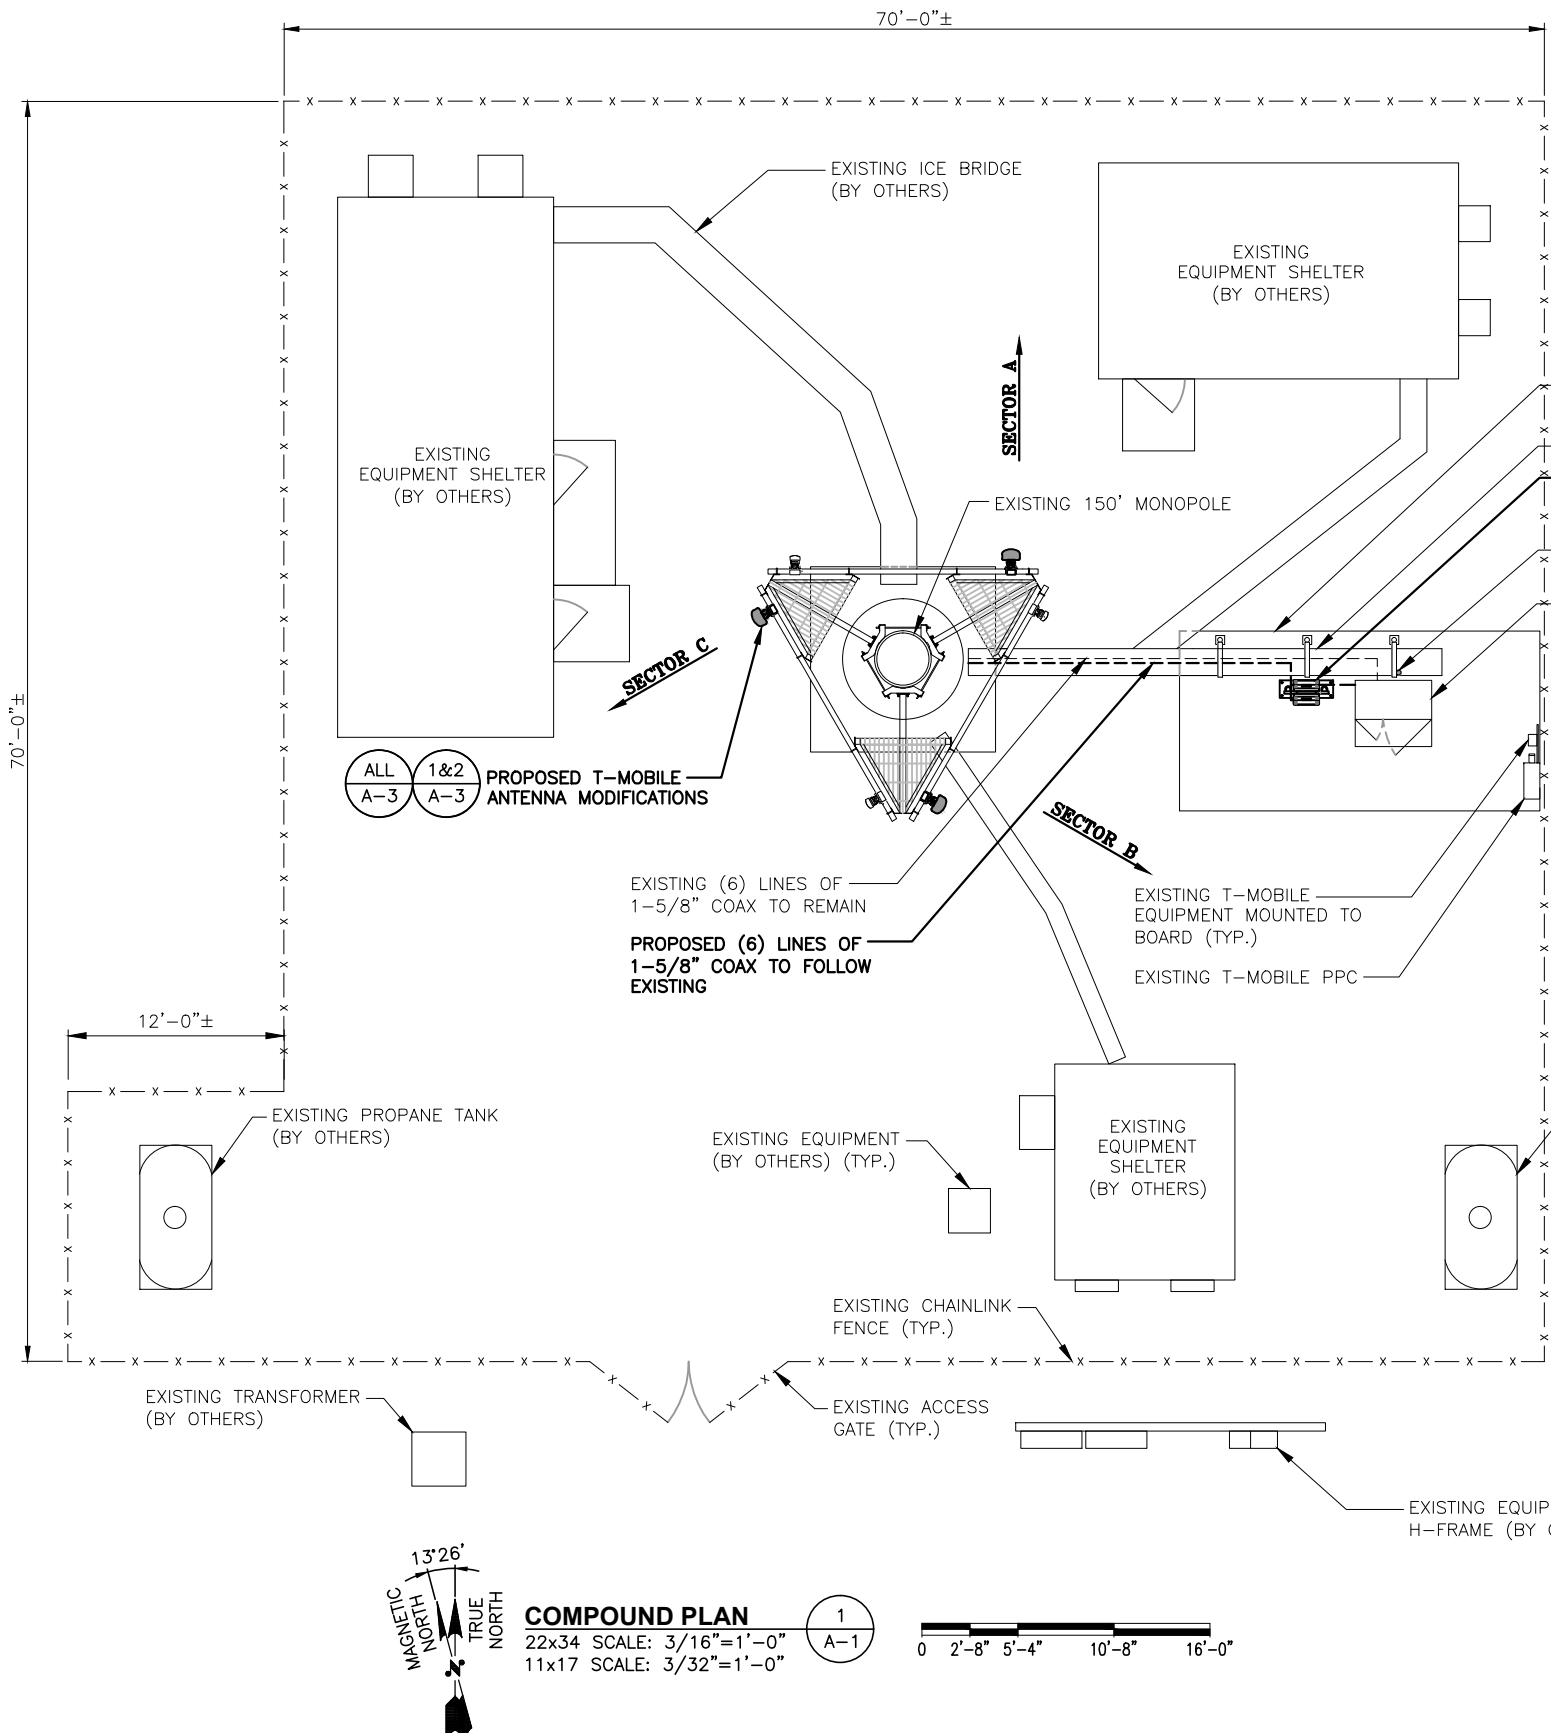 70'-0"±
EXISTING ICE BRIDGE
(BY OTHERS)
EXISTING
EQUIPMENT SHELTER
(BY OTHERS)
SECTOR A
EXISTING
EQUIPMENT SHELTER
(BY OTHERS)
EXISTING 150' MONOPOLE
SECTOR C
70'-0"±
ALL
A-3
1&2
A-3
PROPOSED T-MOBILE
ANTENNA MODIFICATIONS
SECTOR B
EXISTING (6) LINES OF
1-5/8" COAX TO REMAIN
PROPOSED (6) LINES OF
1-5/8" COAX TO FOLLOW
EXISTING
EXISTING T-MOBILE
EQUIPMENT MOUNTED TO
BOARD (TYP.)
EXISTING T-MOBILE PPC
12'-0"±
EXISTING PROPANE TANK
(BY OTHERS)
EXISTING EQUIPMENT
(BY OTHERS) (TYP.)
EXISTING
EQUIPMENT
SHELTER
(BY OTHERS)
EXISTING CHAINLINK
FENCE (TYP.)
EXISTING TRANSFORMER
(BY OTHERS)
EXISTING ACCESS
GATE (TYP.)
EXISTING EQUIP
H-FRAME (BY
13°26'
MAGNETIC
NORTH
TRUE
NORTH
N
COMPOUND PLAN
22x34 SCALE: 3/16"=1'-0"
11x17 SCALE: 3/32"=1'-0"
1
A-1
0 2'-8" 5'-4" 10'-8" 16'-0"